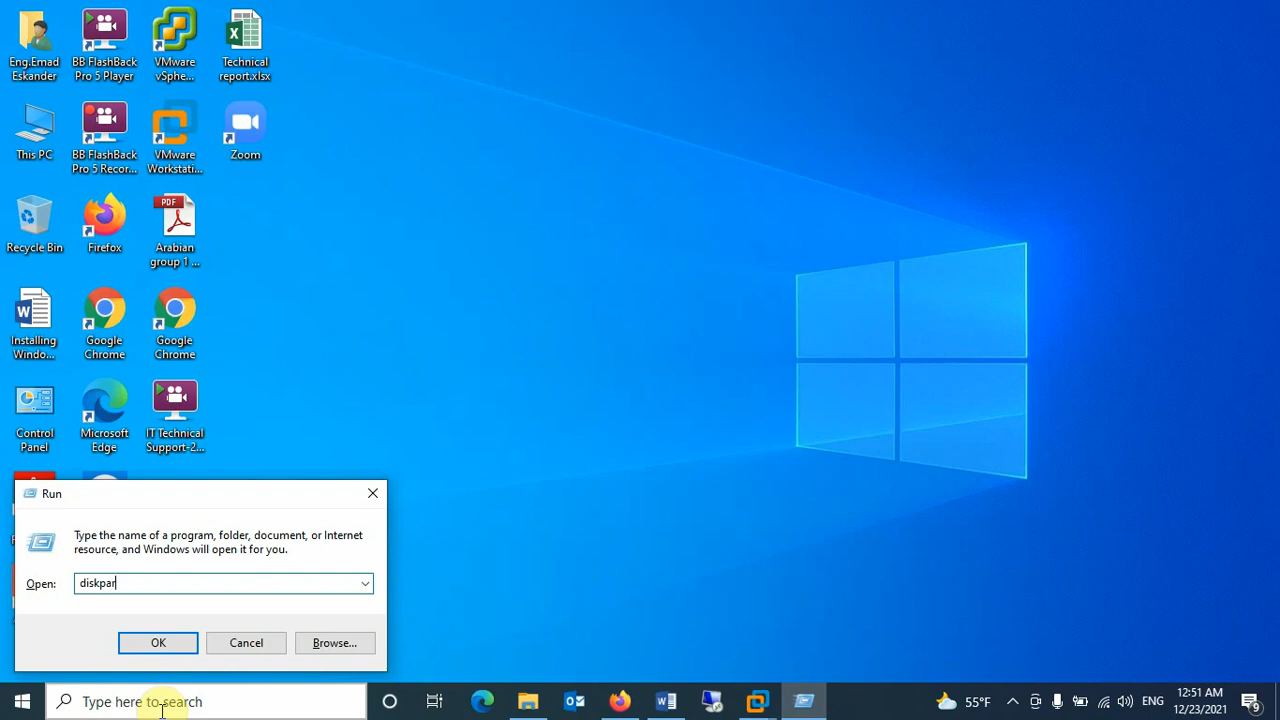 Eng.Emad
Eskander
BB FlashBack
Pro 5 Player
VMware
vSphe...
Technical
report.xlsx
This PC
BB FlashBack
Pro 5 Recor...
VMware
Workstati...
Zoom
Recycle Bin
Firefox
PDF
Arabian
group 1 ...
Installing
Windo...
Google
Chrome
Google
Chrome
Control
Panel
Microsoft
Edge
IT Technical
Support-2...
Run
Type the name of a program, folder, document, or Internet
resource, and Windows will open it for you.
Open:
diskpar
OK
Cancel
Browse...
Type here to search
55°F
ENG
12:51 AM
12/23/2021
9